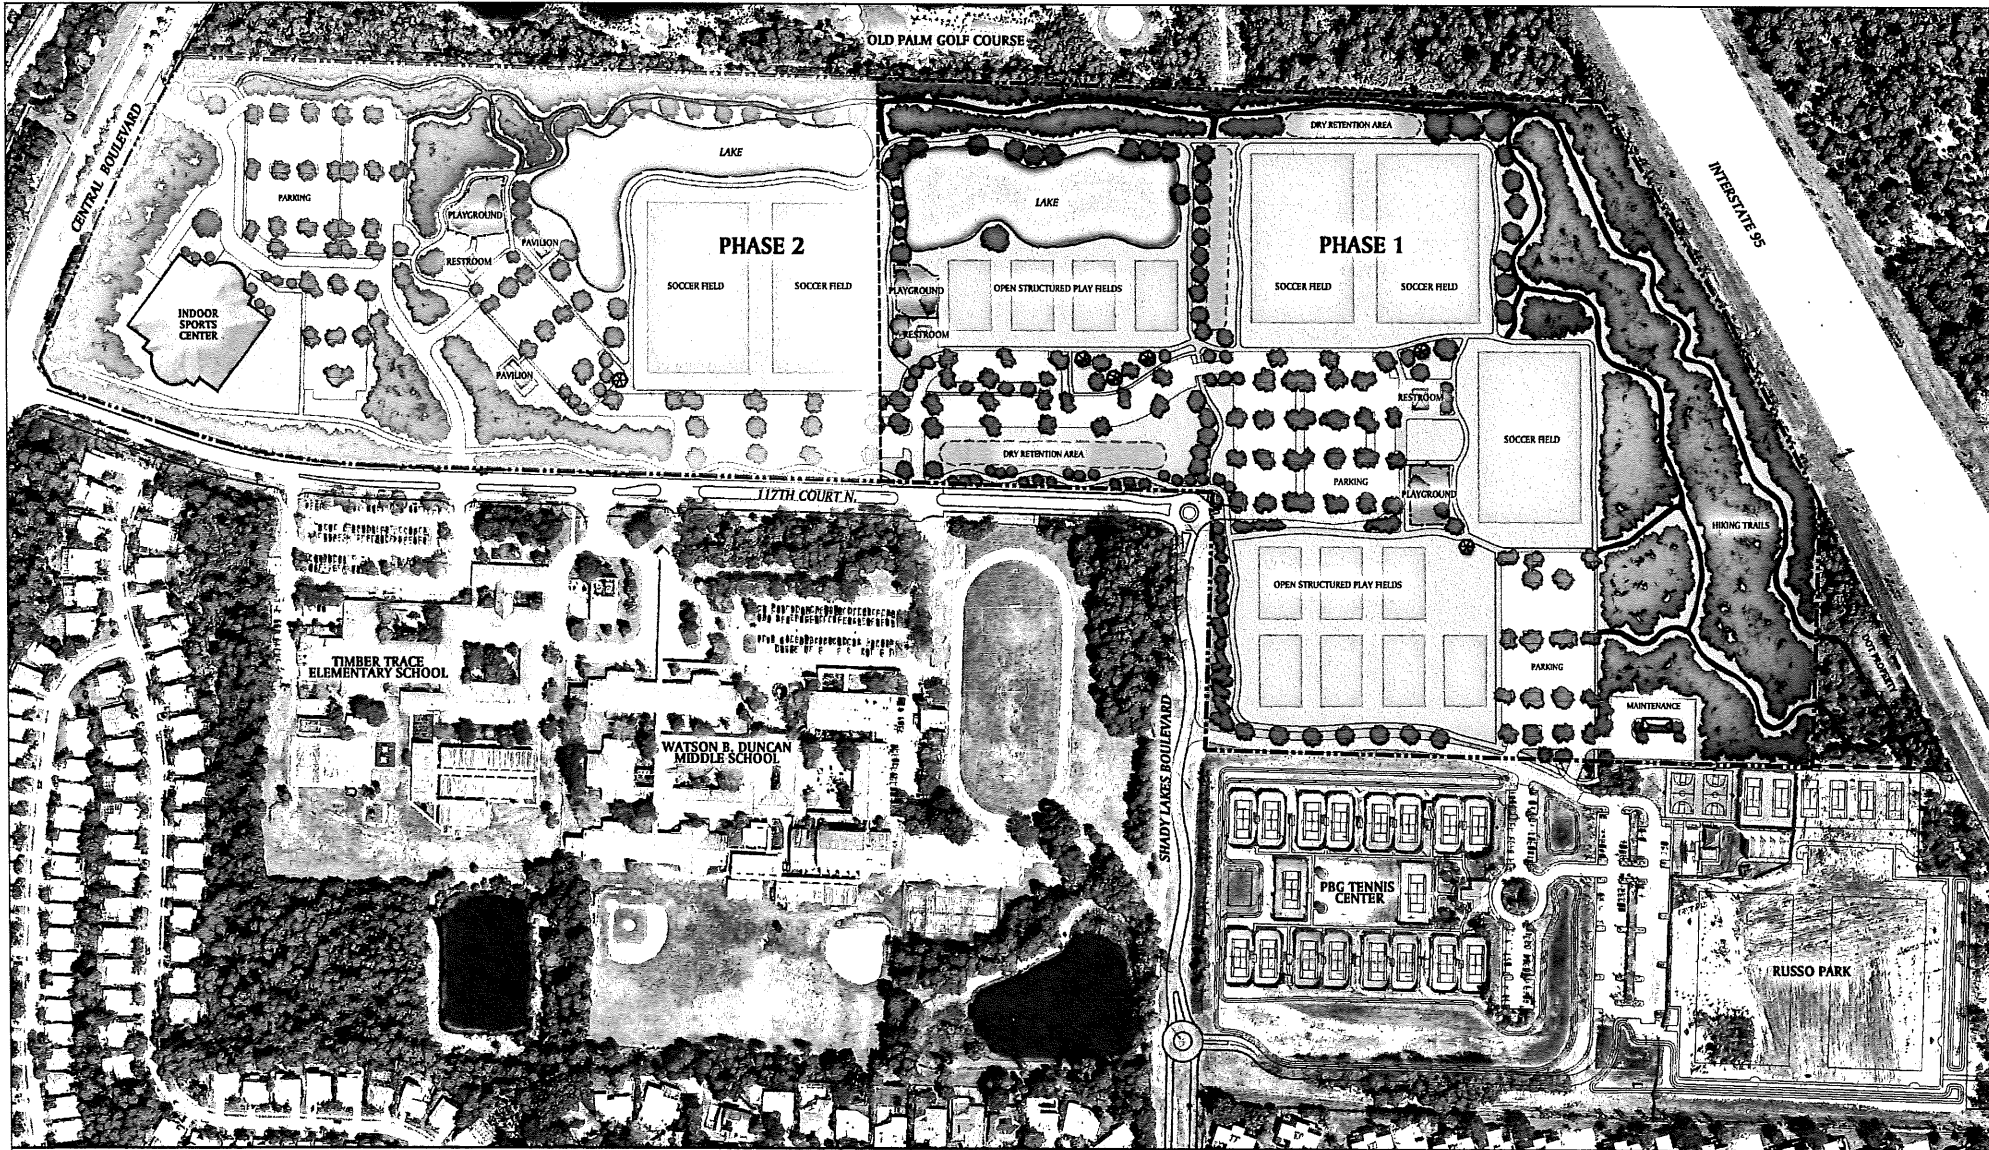 OLD PALM GOLF COURSE
CENTRAL BOULEVARD
INTERSTATE 95
DRY RETENTION AREA
LAKE
LAKE
PARKING
PLAYGROUND
PAVILION
RESTROOM
PHASE 2
PHASE 1
SOCCER FIELD
SOCCER FIELD
PLAYGROUND
OPEN STRUCTURED PLAY FIELDS
SOCCER FIELD
SOCCER FIELD
INDOOR
SPORTS
CENTER
RESTROOM
PAVILION
RESTROOM
SOCCER FIELD
DRY RETENTION AREA
PARKING
PLAYGROUND
117TH COURT N.
HIKING TRAILS
OPEN STRUCTURED PLAY FIELDS
TIMBER TRACE
ELEMENTARY SCHOOL
PARKING
DOT PROPERTY
MAINTENANCE
WATSON B. DUNCAN
MIDDLE SCHOOL
SHADY LAKES BOULEVARD
PBG TENNIS
CENTER
RUSSO PARK